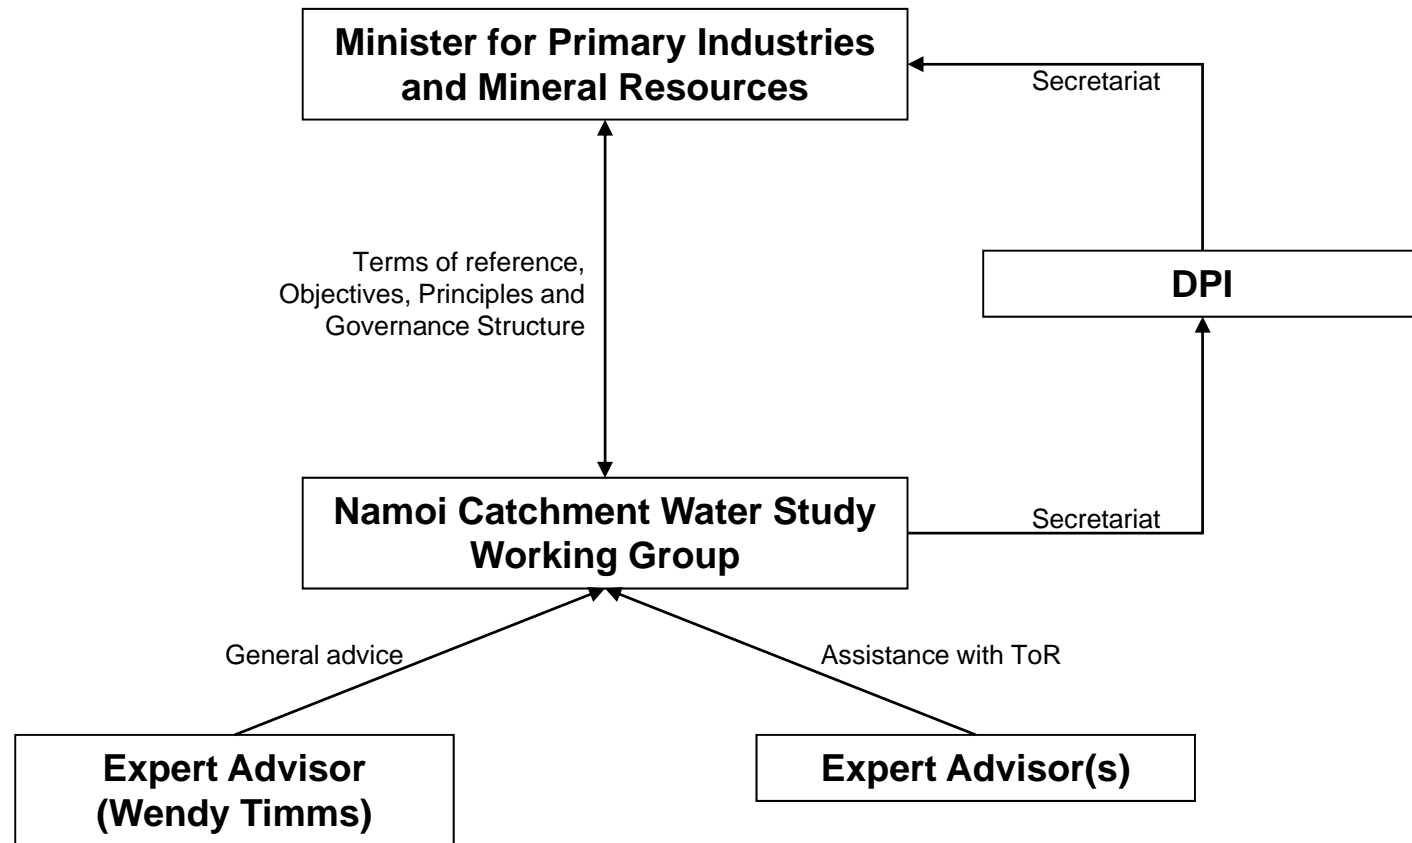 Minister for Primary Industries
and Mineral Resources
Secretariat
Terms of reference,
Objectives, Principles and
Governance Structure
DPI
Namoi Catchment Water Study
Working Group
Secretariat
General advice
Assistance with ToR
Expert Advisor
(Wendy Timms)
Expert Advisor(s)